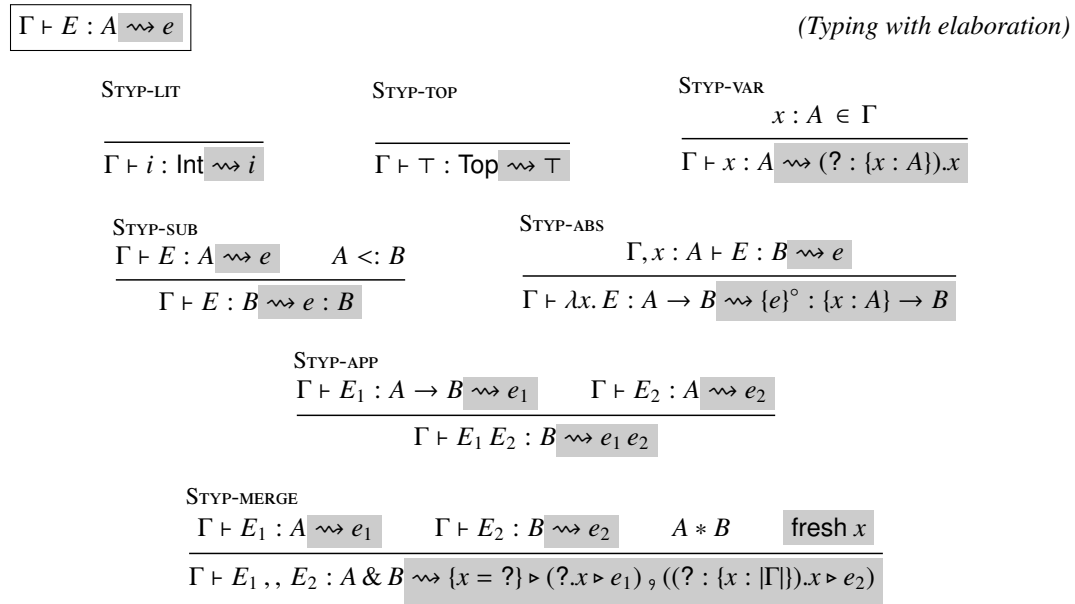 Γ ⊢ E : A ⇝ e (Typing with elaboration)
Styp-lit Styp-top Styp-var
x : A ∈ Γ
Γ ⊢ i : Int ⇝ i Γ ⊢ ⊤ : Top ⇝ ⊤ Γ ⊢ x : A ⇝ (? : {x : A}).x
Styp-sub Styp-abs
Γ ⊢ E : A ⇝ e A <: B Γ, x : A ⊢ E : B ⇝ e
Γ ⊢ E : B ⇝ e : B Γ ⊢ λx. E : A → B ⇝ {e}° : {x : A} → B
Styp-app
Γ ⊢ E₁ : A → B ⇝ e₁ Γ ⊢ E₂ : A ⇝ e₂
Γ ⊢ E₁ E₂ : B ⇝ e₁ e₂
Styp-merge
Γ ⊢ E₁ : A ⇝ e₁ Γ ⊢ E₂ : B ⇝ e₂ A ∗ B fresh x
Γ ⊢ E₁ ,, E₂ : A & B ⇝ {x = ?} ▹ (?.x ▹ e₁) ⨟ ((? : {x : |Γ|}).x ▹ e₂)